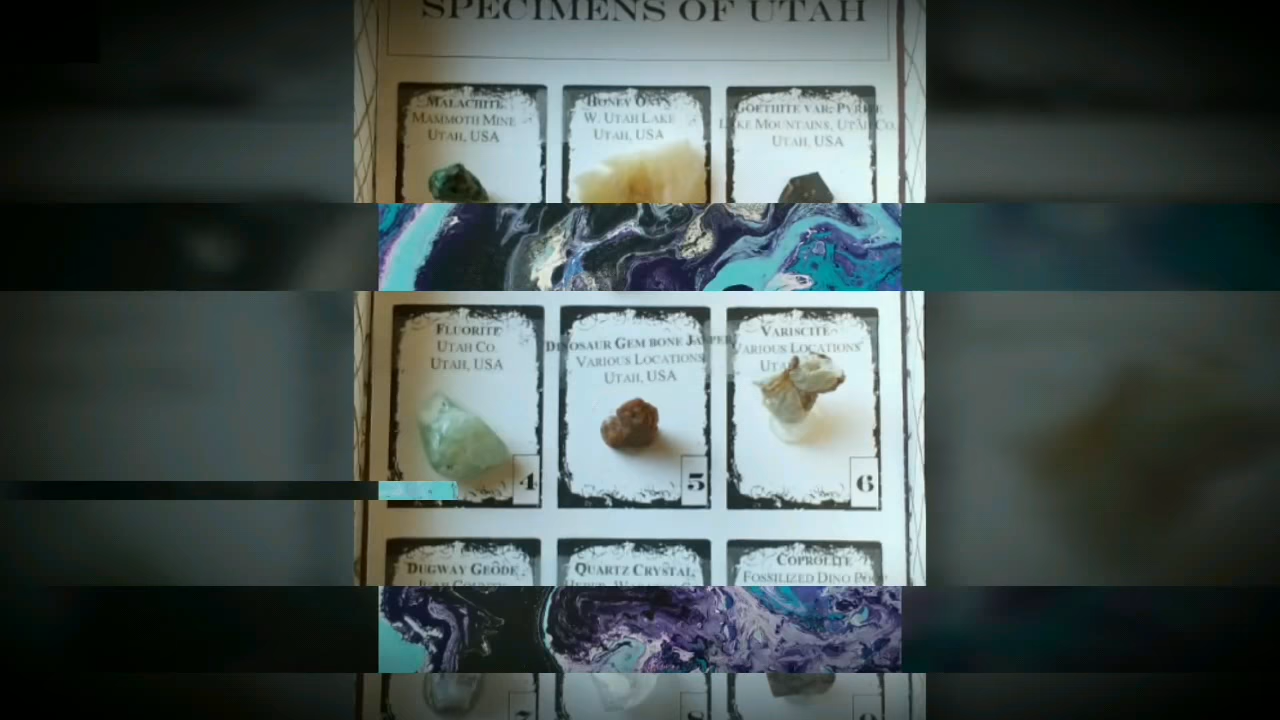 SPECIMENS OF UTAH
MALACHITE
MAMMOTH MINE
UTAH, USA
HONEY ONYX
W. UTAH LAKE
UTAH, USA
GOETHITE VAR: PYRITE
LAKE MOUNTAINS, UTAH CO.
UTAH, USA
FLUORITE
UTAH CO.
UTAH, USA
4
DINOSAUR GEM BONE JASPER
VARIOUS LOCATIONS
UTAH, USA
5
VARISCITE
VARIOUS LOCATIONS
6
DUGWAY GEODE
QUARTZ CRYSTAL
COPROLITE
FOSSILIZED DINO POOP